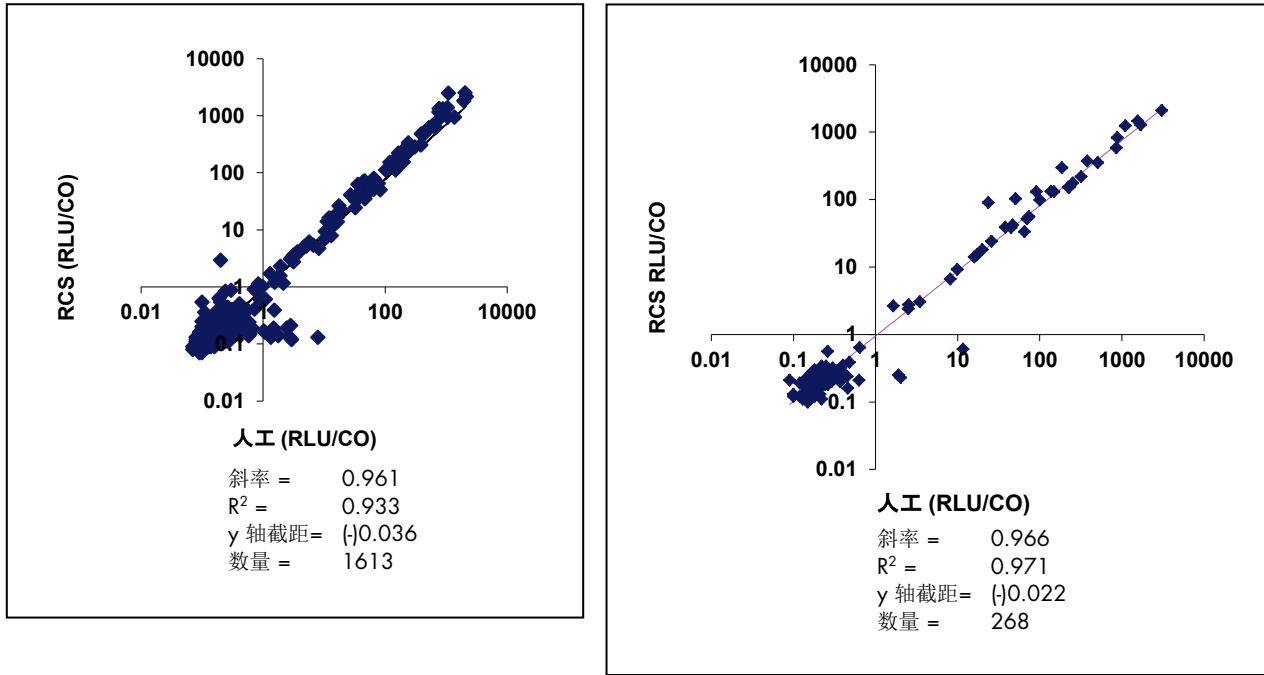 10000
1000
100
10
1
0.1
0.01
0.01
1
100
10000
RCS (RLU/CO)
人工 (RLU/CO)
斜率 = 0.961
R² = 0.933
y 轴截距= (-)0.036
数量 = 1613
10000
1000
100
10
1
0.1
0.01
0.01 0.1 1 10 100 1000 10000
RCS RLU/CO
人工 (RLU/CO)
斜率 = 0.966
R² = 0.971
y 轴截距= (-)0.022
数量 = 268